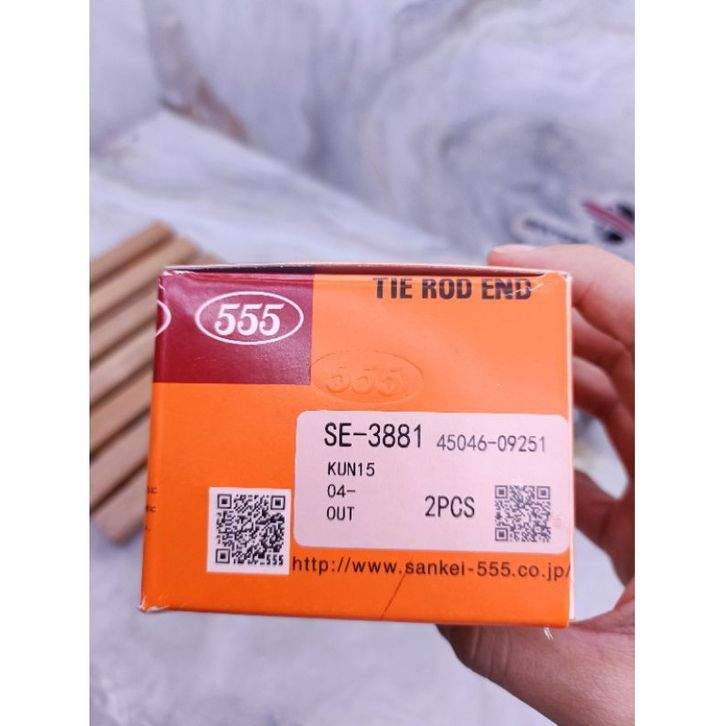 TIE ROD END
555
555
SE-3881 45046-09251
KUN15
04-
OUT 2PCS
555
http://www.sankei-555.co.jp/